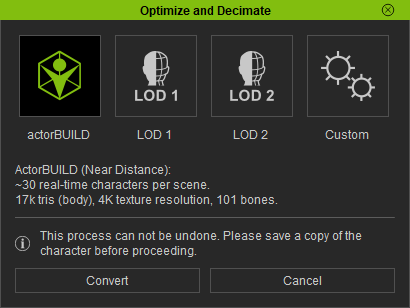 Optimize and Decimate
LOD 1
LOD 2
actorBUILD
LOD 1
LOD 2
Custom
ActorBUILD (Near Distance):
~30 real-time characters per scene.
17k tris (body), 4K texture resolution, 101 bones.
This process can not be undone. Please save a copy of the
character before proceeding.
Convert
Cancel